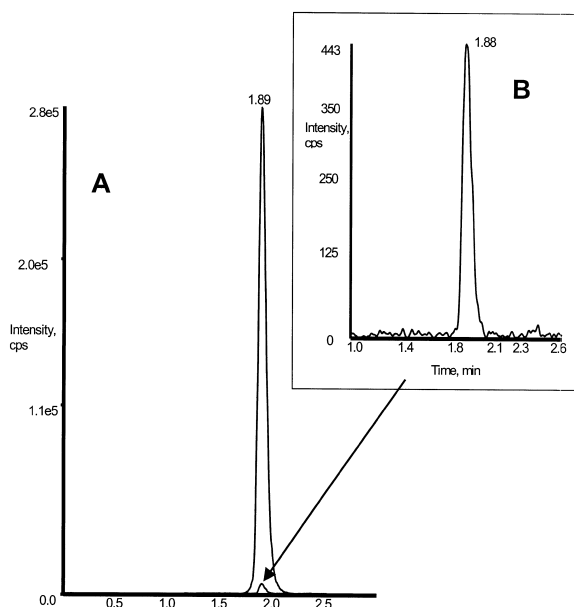 443
1.88
B
350
Intensity,
cps
250
125
0
1.0 1.4 1.8 2.1 2.3 2.6
Time, min
1.89
2.8e5
A
2.0e5
Intensity,
cps
1.1e5
0.0
0.5 1.0 1.5 2.0 2.5